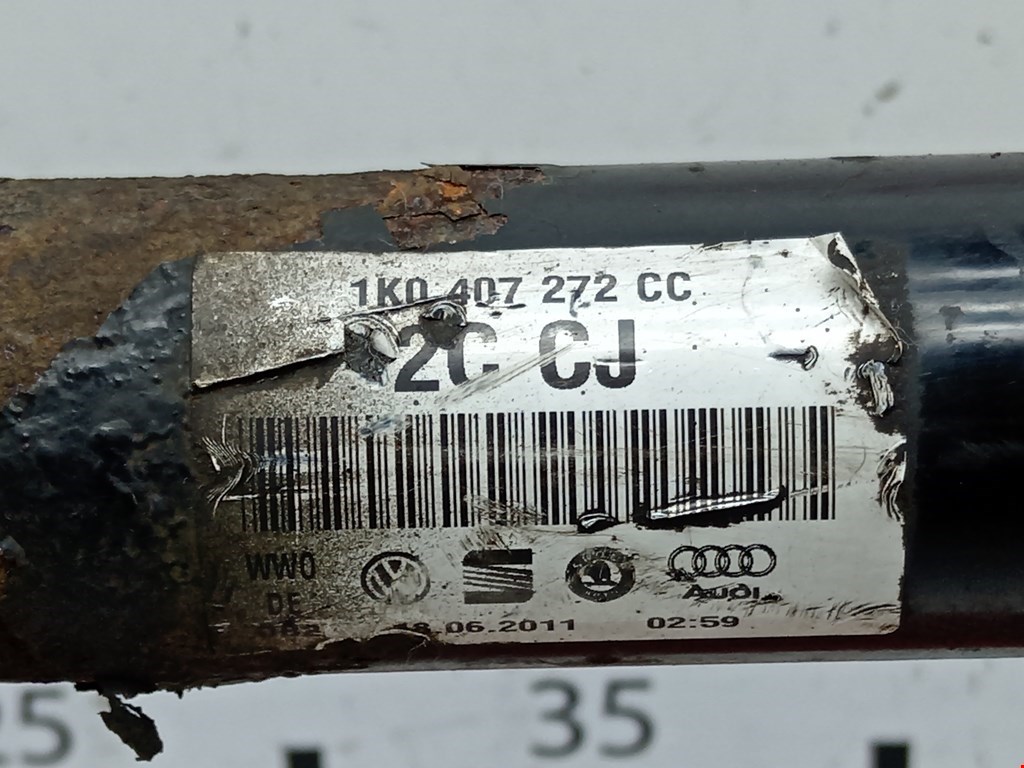 1K0 407 272 CC
2C CJ
WW0
DE
Audi
18.06.2011 02:59
25 35